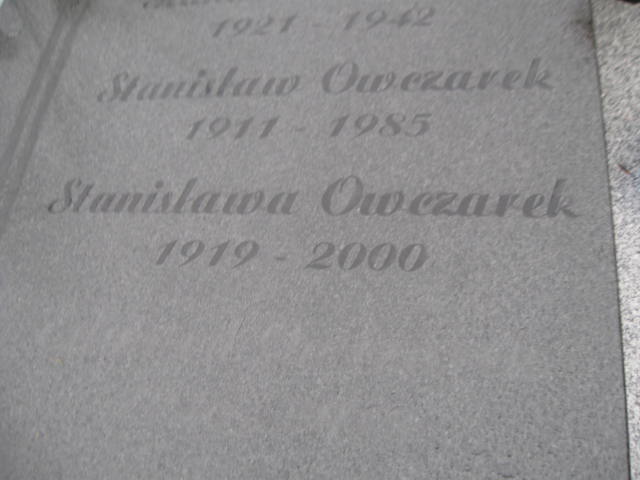 1921 - 1942
Stanisław Owczarek
1911 - 1985
Stanisława Owczarek
1919 - 2000